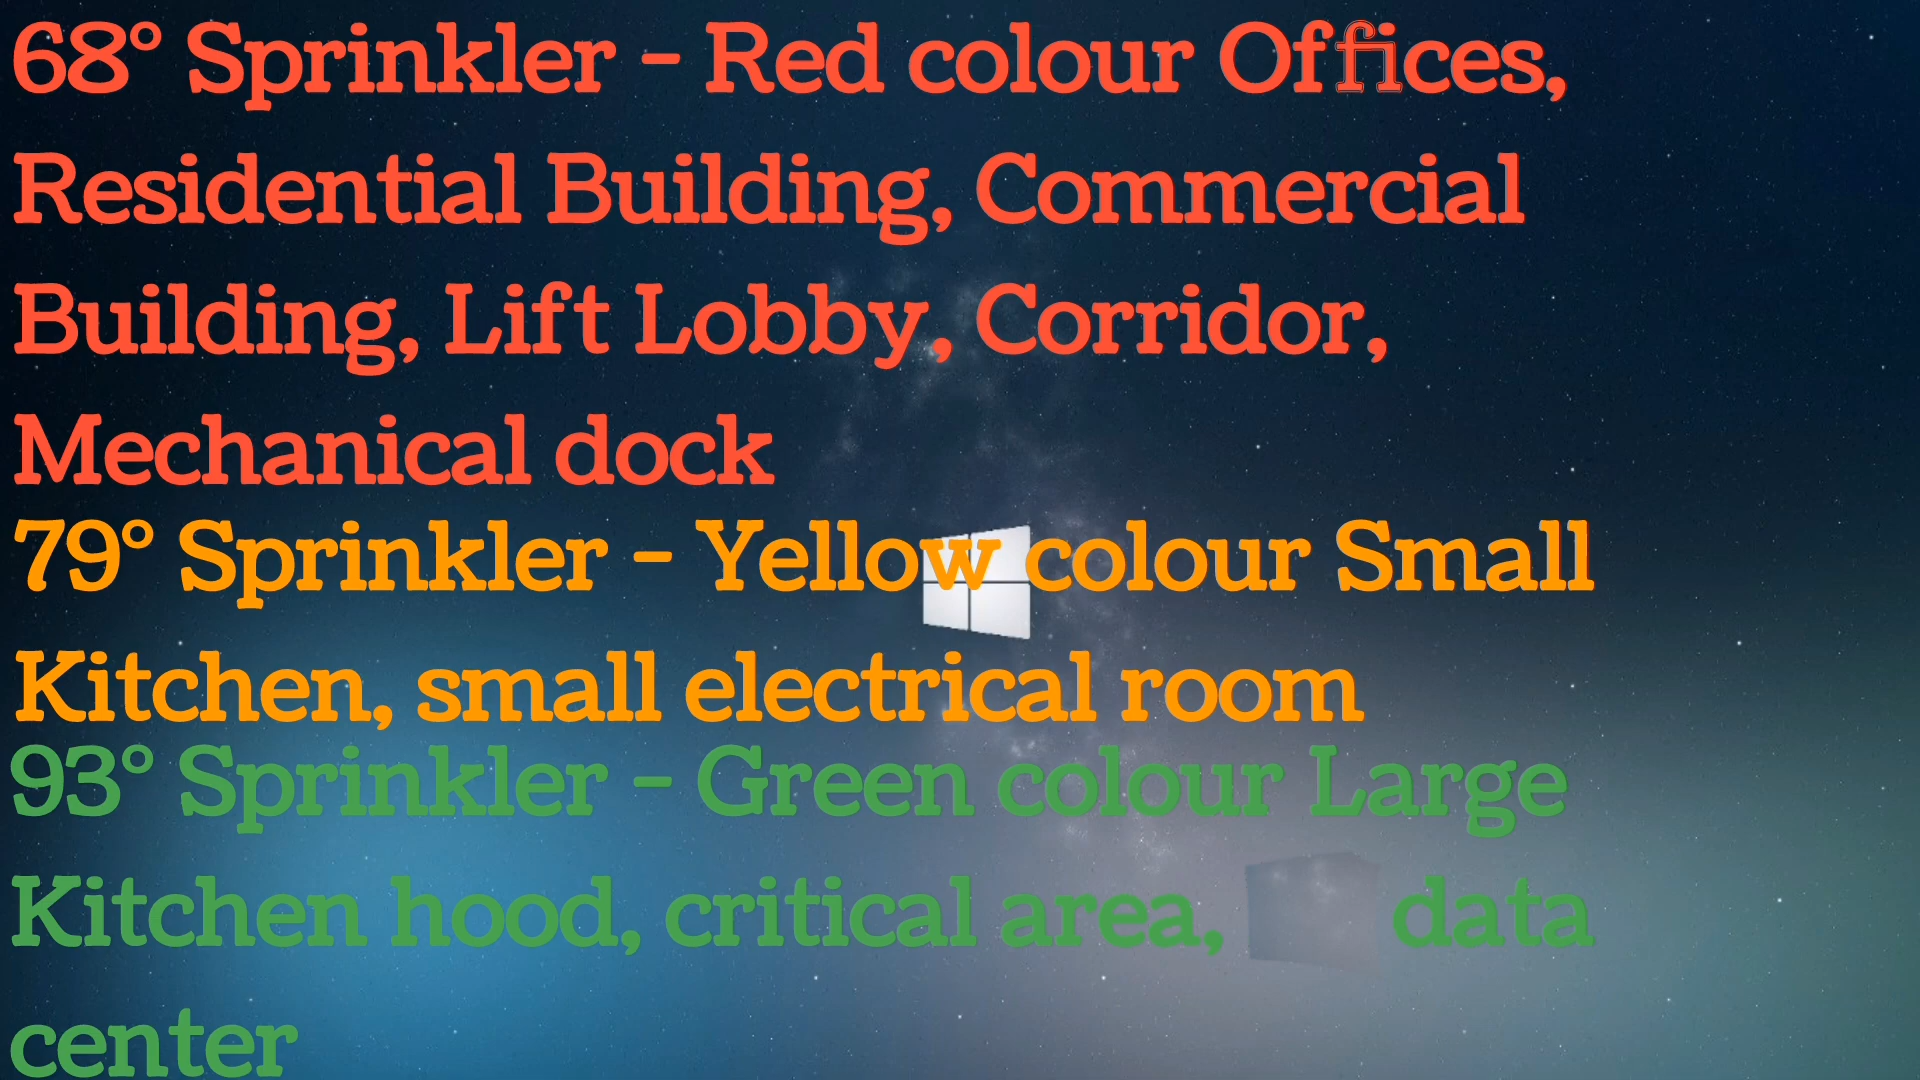 68° Sprinkler - Red colour Offices,
Residential Building, Commercial
Building, Lift Lobby, Corridor,
Mechanical dock
79° Sprinkler - Yellow colour Small
Kitchen, small electrical room
93° Sprinkler - Green colour Large
Kitchen hood, critical area, data
center